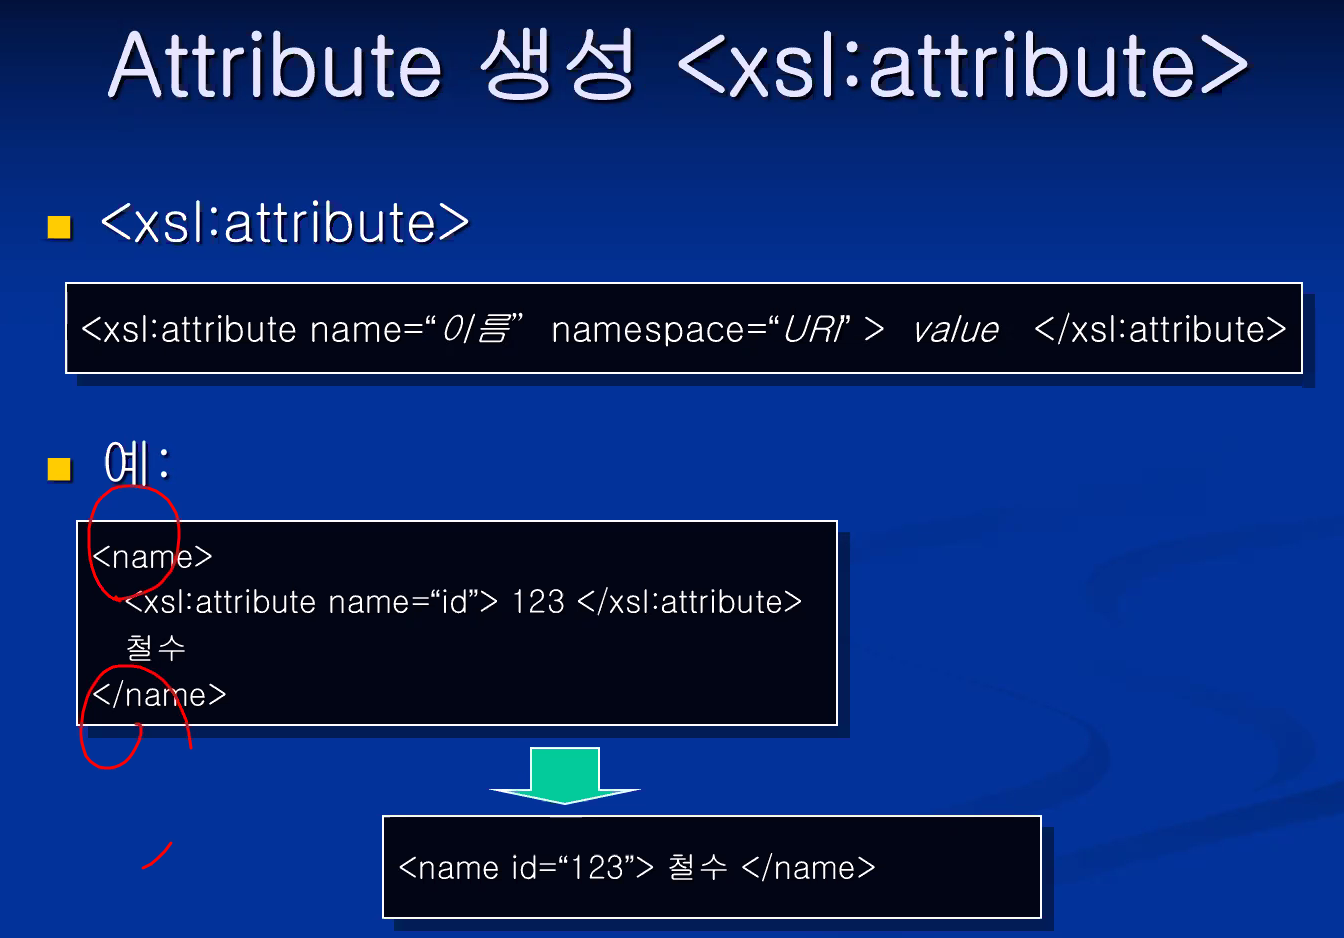 Attribute 생성 <xsl:attribute>
<xsl:attribute>
<xsl:attribute name=“이름” namespace=“URI” > value </xsl:attribute>
예:
<name>
<xsl:attribute name=“id”> 123 </xsl:attribute>
철수
</name>
<name id=“123”> 철수 </name>